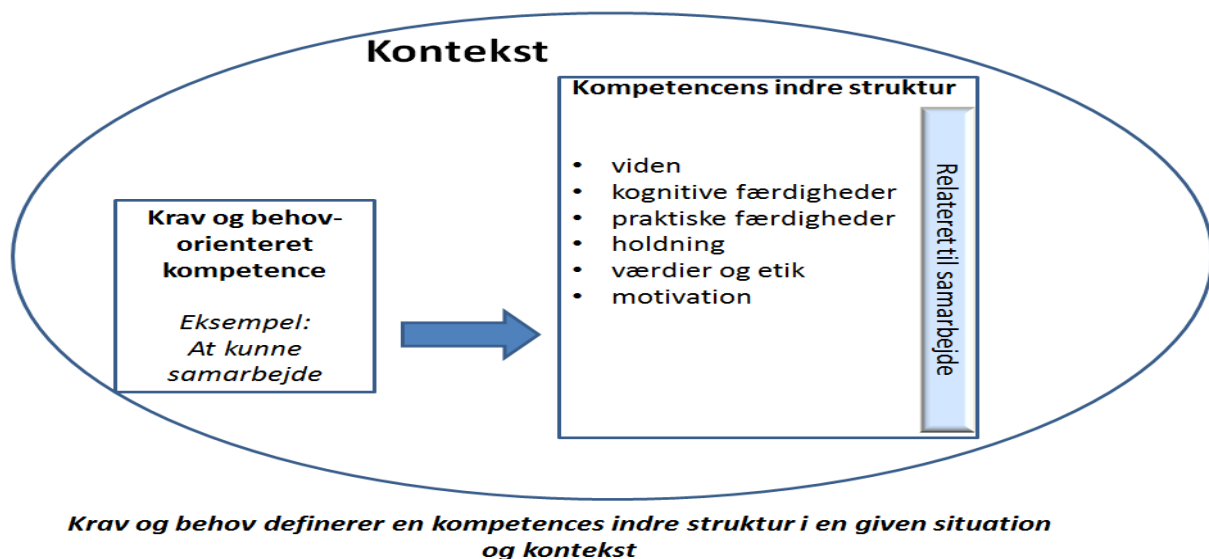 Kontekst
Krav og behov-
orienteret
kompetence
Eksempel:
At kunne
samarbejde
Kompetencens indre struktur
• viden
• kognitive færdigheder
• praktiske færdigheder
• holdning
• værdier og etik
• motivation
Relateret til samarbejde
Krav og behov definerer en kompetences indre struktur i en given situation
og kontekst